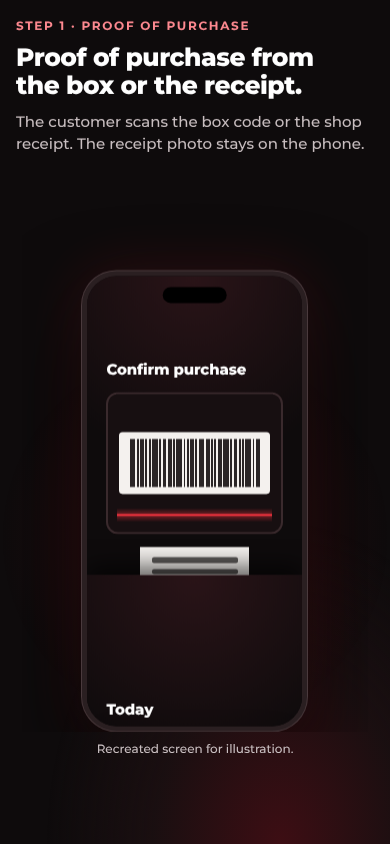 STEP 1 · PROOF OF PURCHASE
Proof of purchase from
the box or the receipt.
The customer scans the box code or the shop
receipt. The receipt photo stays on the phone.
Confirm purchase
Today
Recreated screen for illustration.